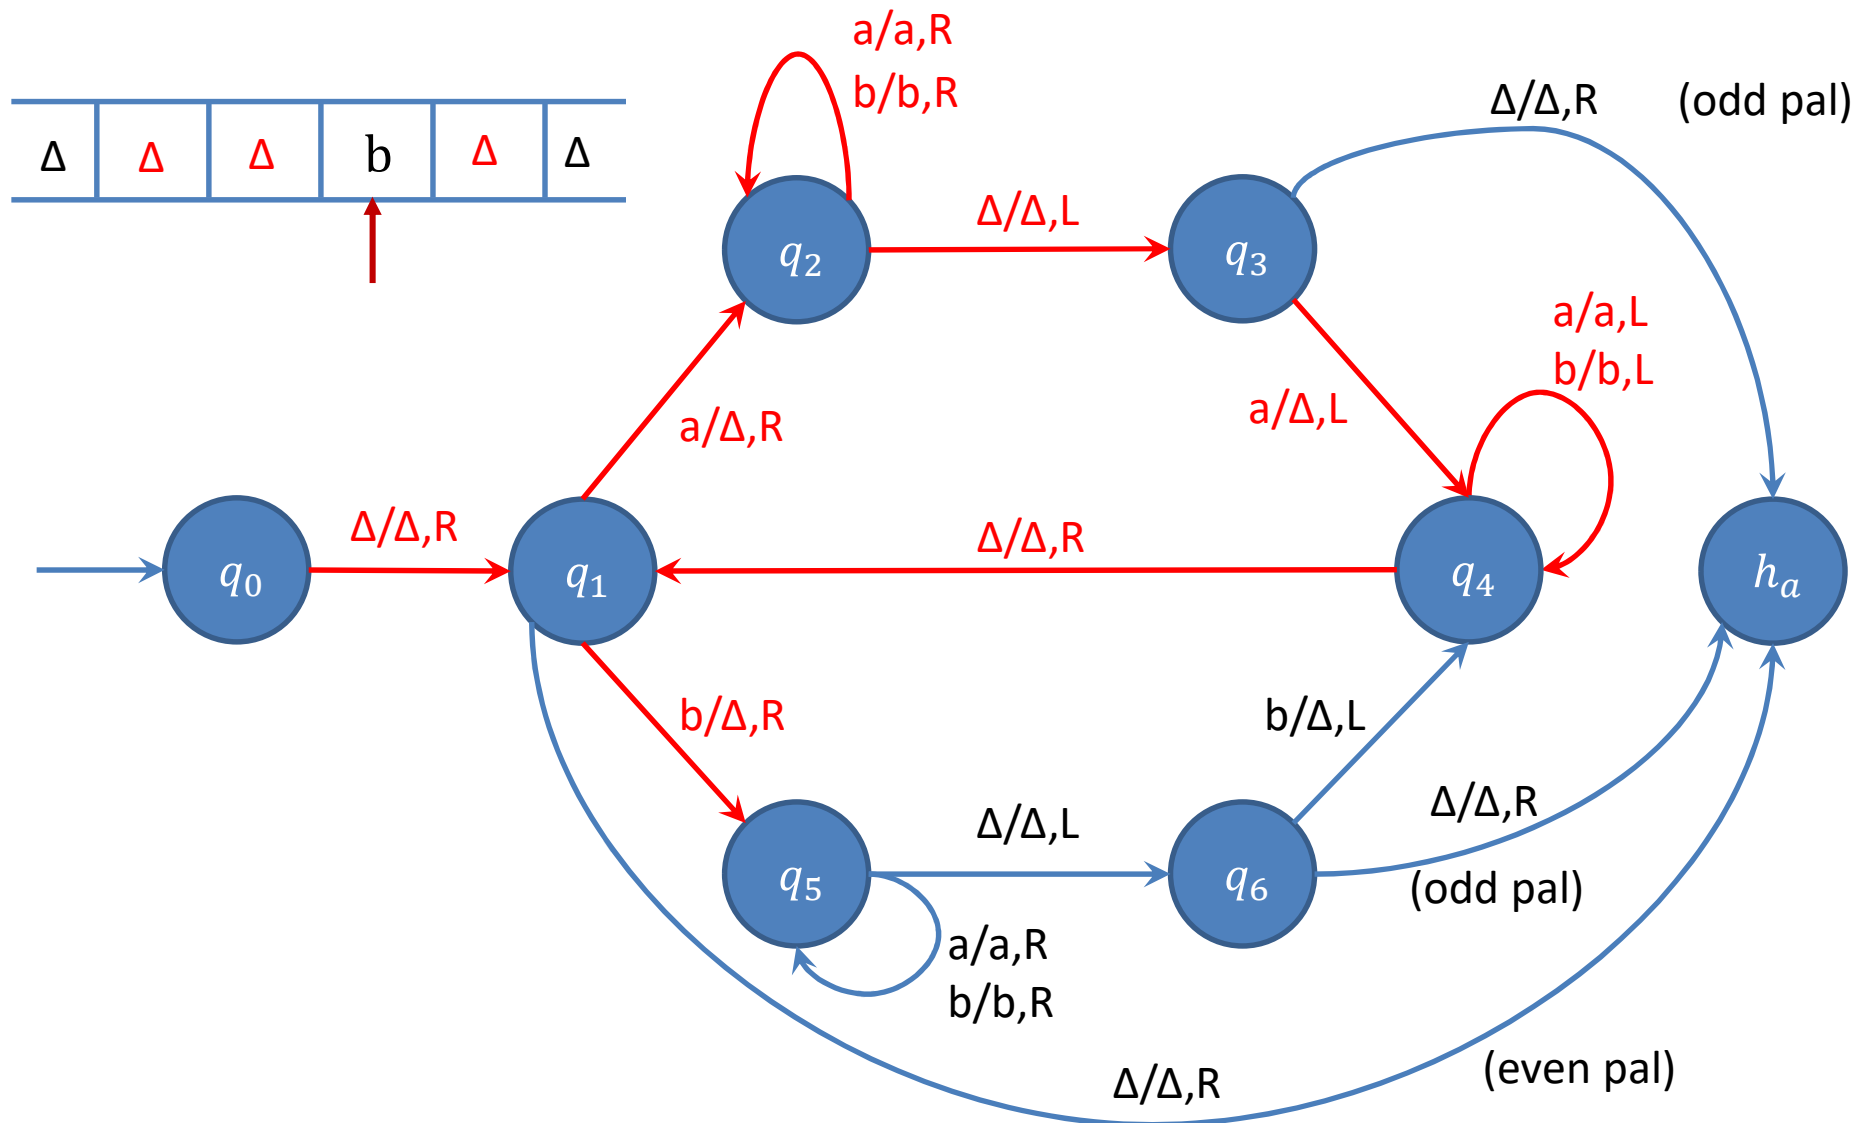 a/a,R
b/b,R
Δ/Δ,R (odd pal)
Δ Δ Δ b Δ Δ
Δ/Δ,L
q₂
q₃
a/a,L
b/b,L
a/Δ,R
a/Δ,L
Δ/Δ,R
Δ/Δ,R
q₀
q₁
q₄
hₐ
b/Δ,R
b/Δ,L
Δ/Δ,L
Δ/Δ,R
q₅
q₆
(odd pal)
a/a,R
b/b,R
(even pal)
Δ/Δ,R